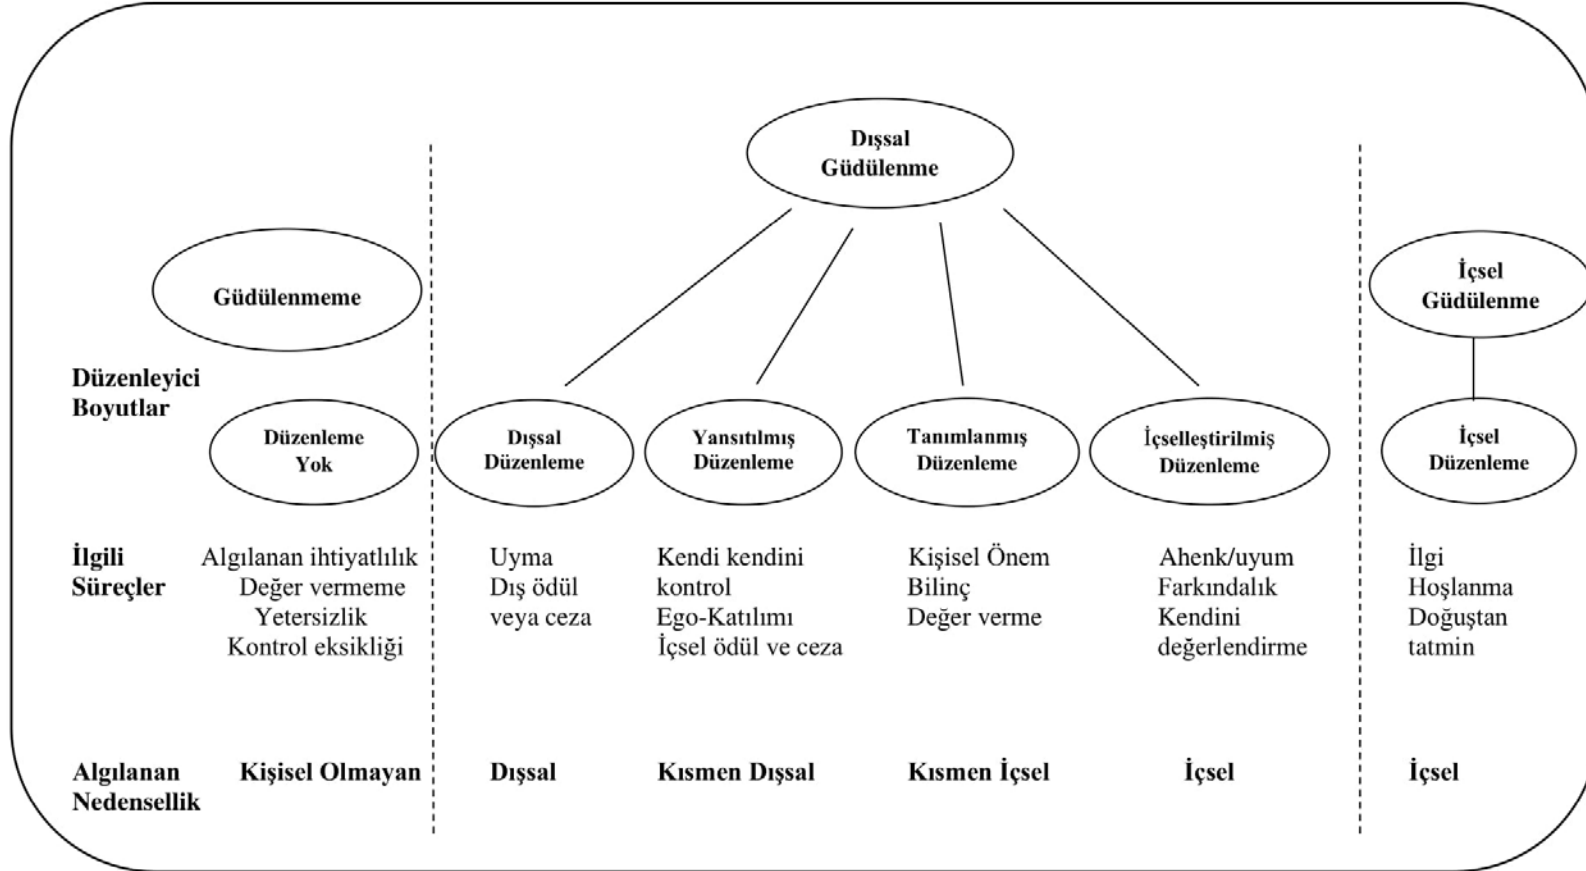 Dışsal
Güdülenme
Güdülenmeme
İçsel
Güdülenme
Düzenleyici
Boyutlar
Düzenleme
Yok
Dışsal
Düzenleme
Yansıtılmış
Düzenleme
Tanımlanmış
Düzenleme
İçselleştirilmiş
Düzenleme
İçsel
Düzenleme
İlgili
Süreçler
Algılanan ihtiyatlılık
Değer vermeme
Yetersizlik
Kontrol eksikliği
Uyma
Dış ödül
veya ceza
Kendi kendini
kontrol
Ego-Katılımı
İçsel ödül ve ceza
Kişisel Önem
Bilinç
Değer verme
Ahenk/uyum
Farkındalık
Kendini
değerlendirme
İlgi
Hoşlanma
Doğuştan
tatmin
Algılanan
Nedensellik
Kişisel Olmayan
Dışsal
Kısmen Dışsal
Kısmen İçsel
İçsel
İçsel